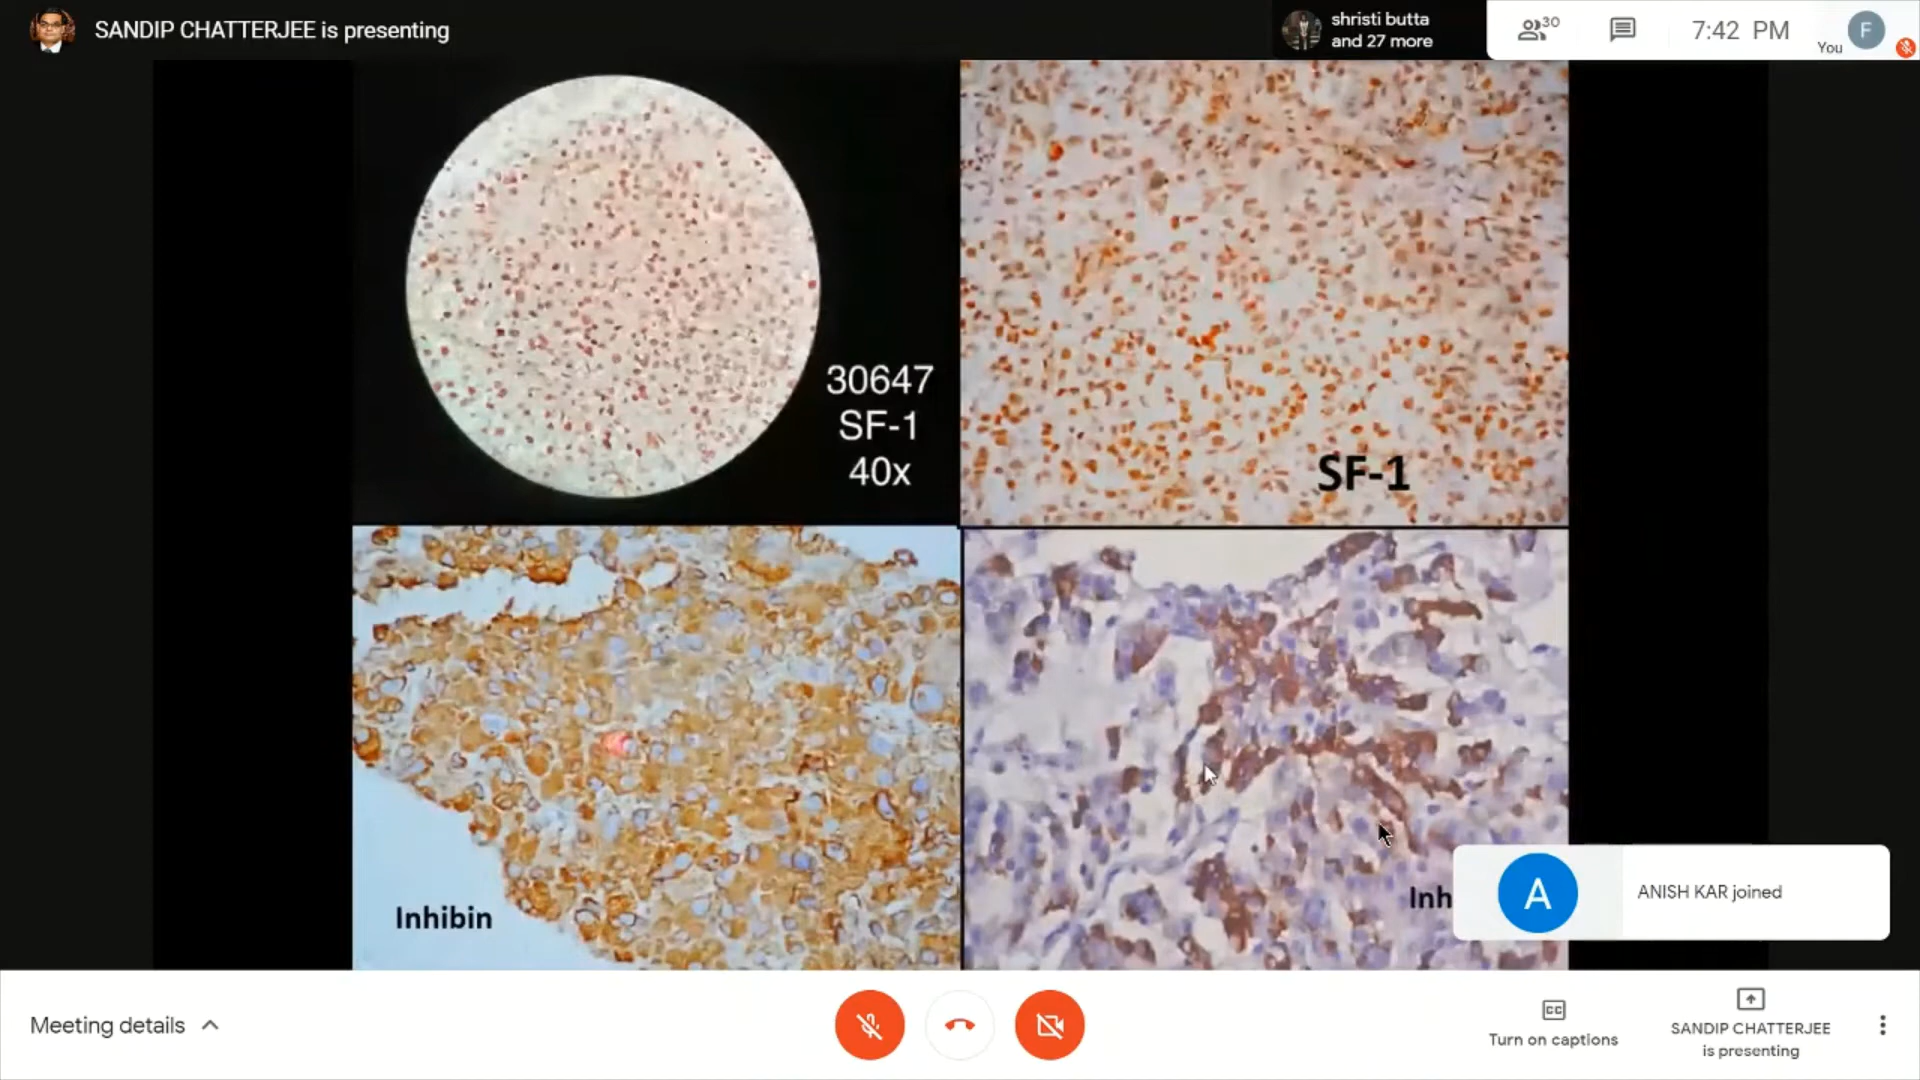 SANDIP CHATTERJEE is presenting
shristi butta
and 27 more
30
7:42 PM
You
F
30647
SF-1
40x
SF-1
Inhibin
Inh
A
ANISH KAR joined
Meeting details
CC
Turn on captions
SANDIP CHATTERJEE
is presenting